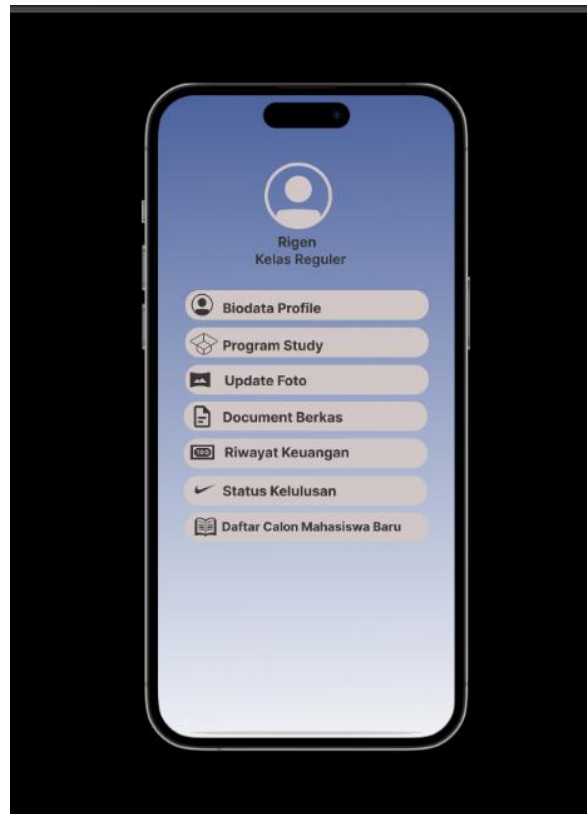 Rigen
Kelas Reguler
Biodata Profile
Program Study
Update Foto
Document Berkas
Riwayat Keuangan
Status Kelulusan
Daftar Calon Mahasiswa Baru